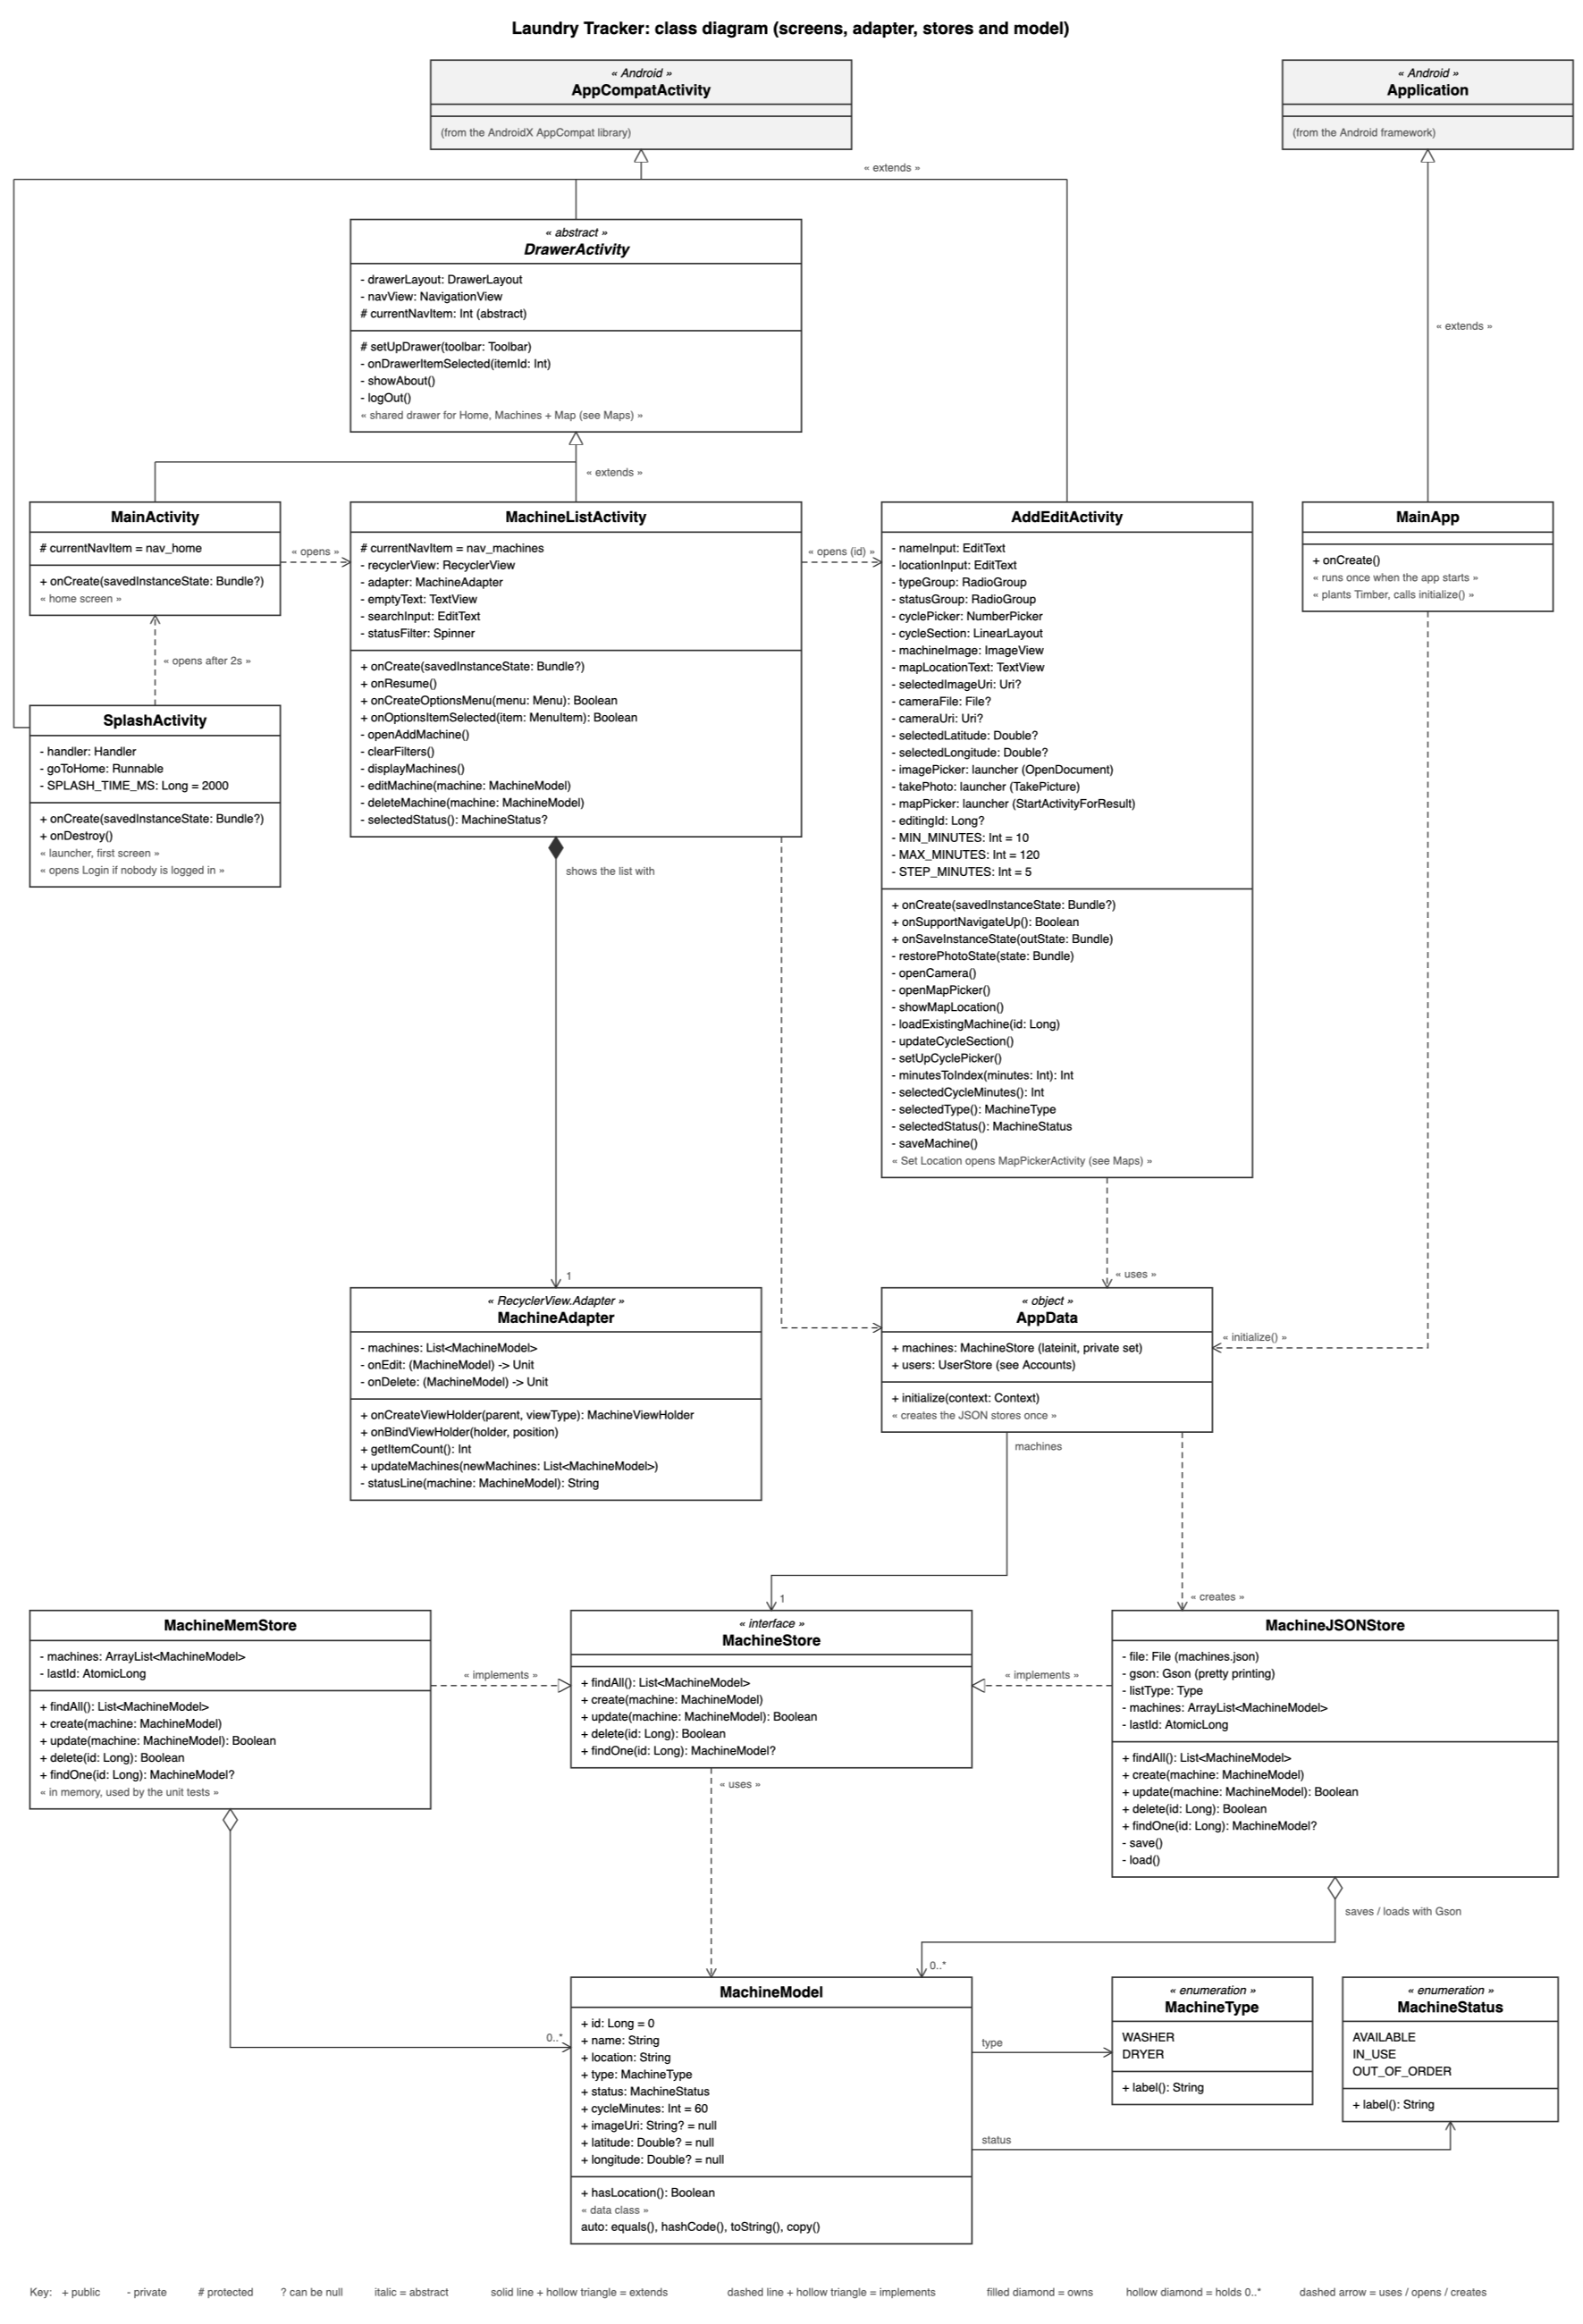 Laundry Tracker: class diagram (screens, adapter, stores and model)
« Android »
AppCompatActivity
(from the AndroidX AppCompat library)
« Android »
Application
(from the Android framework)
« extends »
« abstract »
DrawerActivity
- drawerLayout: DrawerLayout
- navView: NavigationView
# currentNavItem: Int (abstract)
# setUpDrawer(toolbar: Toolbar)
- onDrawerItemSelected(itemId: Int)
- showAbout()
- logOut()
« shared drawer for Home, Machines + Map (see Maps) »
« extends »
« extends »
MainActivity
# currentNavItem = nav_home
+ onCreate(savedInstanceState: Bundle?)
« home screen »
« opens »
« opens after 2s »
SplashActivity
- handler: Handler
- goToHome: Runnable
- SPLASH_TIME_MS: Long = 2000
+ onCreate(savedInstanceState: Bundle?)
+ onDestroy()
« launcher, first screen »
« opens Login if nobody is logged in »
MachineListActivity
# currentNavItem = nav_machines
- recyclerView: RecyclerView
- adapter: MachineAdapter
- emptyText: TextView
- searchInput: EditText
- statusFilter: Spinner
+ onCreate(savedInstanceState: Bundle?)
+ onResume()
+ onCreateOptionsMenu(menu: Menu): Boolean
+ onOptionsItemSelected(item: MenuItem): Boolean
- openAddMachine()
- clearFilters()
- displayMachines()
- editMachine(machine: MachineModel)
- deleteMachine(machine: MachineModel)
- selectedStatus(): MachineStatus?
« opens (id) »
shows the list with
1
AddEditActivity
- nameInput: EditText
- locationInput: EditText
- typeGroup: RadioGroup
- statusGroup: RadioGroup
- cyclePicker: NumberPicker
- cycleSection: LinearLayout
- machineImage: ImageView
- mapLocationText: TextView
- selectedImageUri: Uri?
- cameraFile: File?
- cameraUri: Uri?
- selectedLatitude: Double?
- selectedLongitude: Double?
- imagePicker: launcher (OpenDocument)
- takePhoto: launcher (TakePicture)
- mapPicker: launcher (StartActivityForResult)
- editingId: Long?
- MIN_MINUTES: Int = 10
- MAX_MINUTES: Int = 120
- STEP_MINUTES: Int = 5
+ onCreate(savedInstanceState: Bundle?)
+ onSupportNavigateUp(): Boolean
+ onSaveInstanceState(outState: Bundle)
- restorePhotoState(state: Bundle)
- openCamera()
- openMapPicker()
- showMapLocation()
- loadExistingMachine(id: Long)
- updateCycleSection()
- setUpCyclePicker()
- minutesToIndex(minutes: Int): Int
- selectedCycleMinutes(): Int
- selectedType(): MachineType
- selectedStatus(): MachineStatus
- saveMachine()
« Set Location opens MapPickerActivity (see Maps) »
MainApp
+ onCreate()
« runs once when the app starts »
« plants Timber, calls initialize() »
« uses »
« initialize() »
« RecyclerView.Adapter »
MachineAdapter
- machines: List<MachineModel>
- onEdit: (MachineModel) -> Unit
- onDelete: (MachineModel) -> Unit
+ onCreateViewHolder(parent, viewType): MachineViewHolder
+ onBindViewHolder(holder, position)
+ getItemCount(): Int
+ updateMachines(newMachines: List<MachineModel>)
- statusLine(machine: MachineModel): String
« object »
AppData
+ machines: MachineStore (lateinit, private set)
+ users: UserStore (see Accounts)
+ initialize(context: Context)
« creates the JSON stores once »
machines
1
« creates »
MachineMemStore
- machines: ArrayList<MachineModel>
- lastId: AtomicLong
+ findAll(): List<MachineModel>
+ create(machine: MachineModel)
+ update(machine: MachineModel): Boolean
+ delete(id: Long): Boolean
+ findOne(id: Long): MachineModel?
« in memory, used by the unit tests »
« implements »
« interface »
MachineStore
+ findAll(): List<MachineModel>
+ create(machine: MachineModel)
+ update(machine: MachineModel): Boolean
+ delete(id: Long): Boolean
+ findOne(id: Long): MachineModel?
« implements »
MachineJSONStore
- file: File (machines.json)
- gson: Gson (pretty printing)
- listType: Type
- machines: ArrayList<MachineModel>
- lastId: AtomicLong
+ findAll(): List<MachineModel>
+ create(machine: MachineModel)
+ update(machine: MachineModel): Boolean
+ delete(id: Long): Boolean
+ findOne(id: Long): MachineModel?
- save()
- load()
« uses »
saves / loads with Gson
0..*
0..*
MachineModel
+ id: Long = 0
+ name: String
+ location: String
+ type: MachineType
+ status: MachineStatus
+ cycleMinutes: Int = 60
+ imageUri: String? = null
+ latitude: Double? = null
+ longitude: Double? = null
+ hasLocation(): Boolean
« data class »
auto: equals(), hashCode(), toString(), copy()
type
status
« enumeration »
MachineType
WASHER
DRYER
+ label(): String
« enumeration »
MachineStatus
AVAILABLE
IN_USE
OUT_OF_ORDER
+ label(): String
Key: + public - private # protected ? can be null italic = abstract solid line + hollow triangle = extends dashed line + hollow triangle = implements filled diamond = owns hollow diamond = holds 0..* dashed arrow = uses / opens / creates